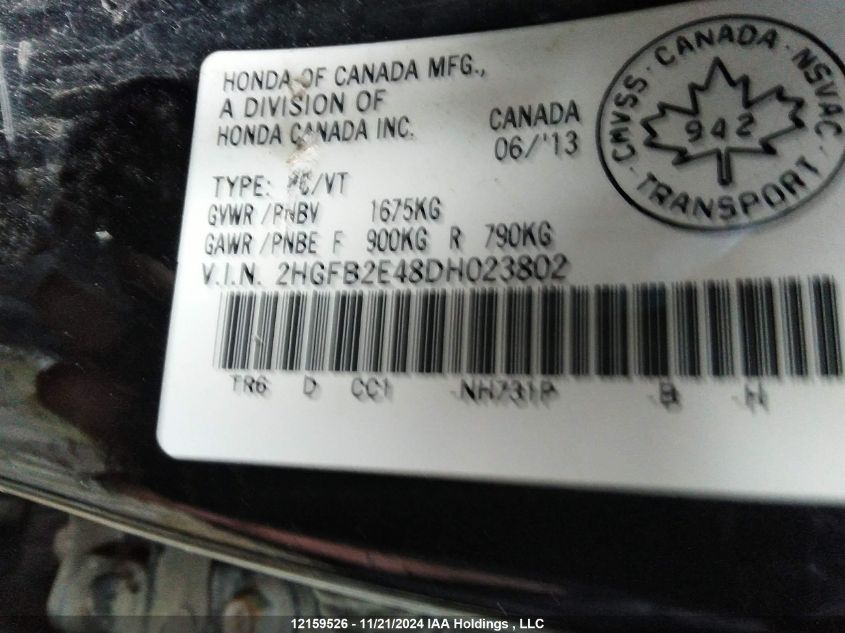 HONDA OF CANADA MFG.,
A DIVISION OF
HONDA CANADA INC.
CANADA
06/'13
TYPE: PC/VT
GVWR/PNBV 1675KG
GAWR/PNBE F 900KG R 790KG
V.I.N. 2HGFB2E48DH023802
TR6 D CC1 NH731P B H
CMVSS · CANADA · NSVAC
942
· TRANSPORT ·
12159526 - 11/21/2024 IAA Holdings , LLC